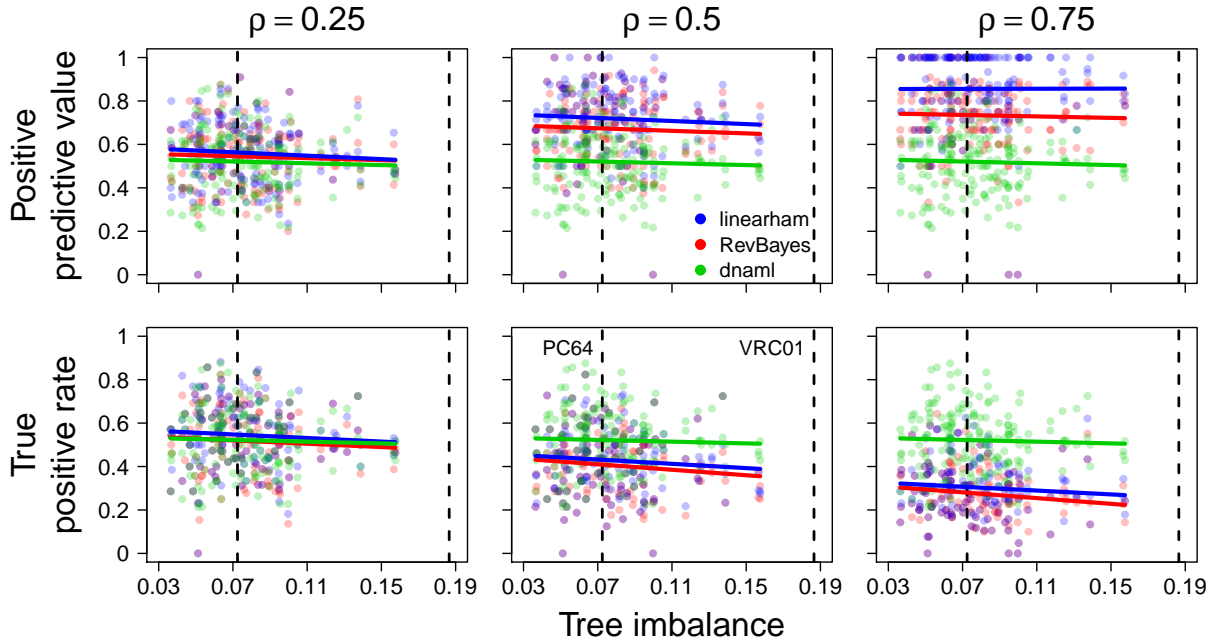 ρ = 0.25
ρ = 0.5
ρ = 0.75
Positive
predictive value
1
0.8
0.6
0.4
0.2
0
linearham
RevBayes
dnaml
True
positive rate
1
0.8
0.6
0.4
0.2
0
PC64
VRC01
0.03 0.07 0.11 0.15 0.19
0.03 0.07 0.11 0.15 0.19
0.03 0.07 0.11 0.15 0.19
Tree imbalance